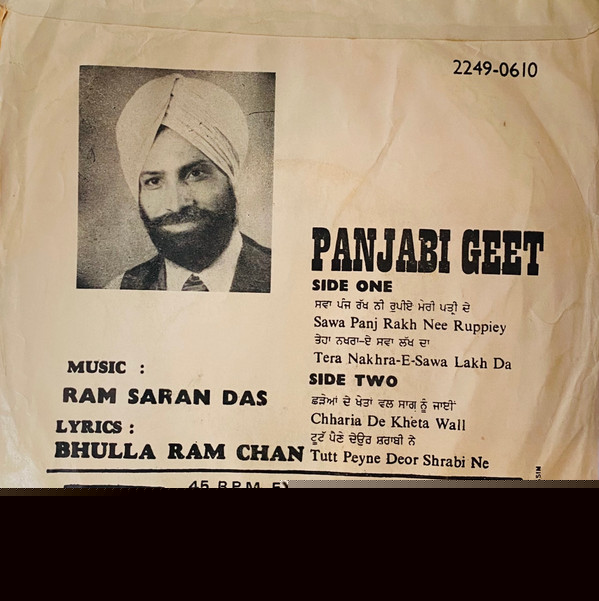 2249-0610
PANJABI GEET
SIDE ONE
ਸਵਾ ਪੰਜ ਰੱਖ ਨੀ ਰੁਪੀਏ ਮੇਰੀ ਪਤ੍ਰੀ ਦੇ
Sawa Panj Rakh Nee Ruppiey
ਤੇਹਾ ਨਖਰਾ-ਏ ਸਵਾ ਲੱਖ ਦਾ
Tera Nakhra-E-Sawa Lakh Da
SIDE TWO
ਛੜੇਆਂ ਦੇ ਖੇਤਾਂ ਵਲ ਸਾਗ ਨੂੰ ਜਾਈਂ
Chharia De Kheta Wall
ਟੂਟੱ ਪੈਣੇ ਦੇਉਰ ਸ਼ਰਾਬੀ ਨੇ
Tutt Peyne Deor Shrabi Ne
MUSIC :
RAM SARAN DAS
LYRICS :
BHULLA RAM CHAN
45 R.P.M.